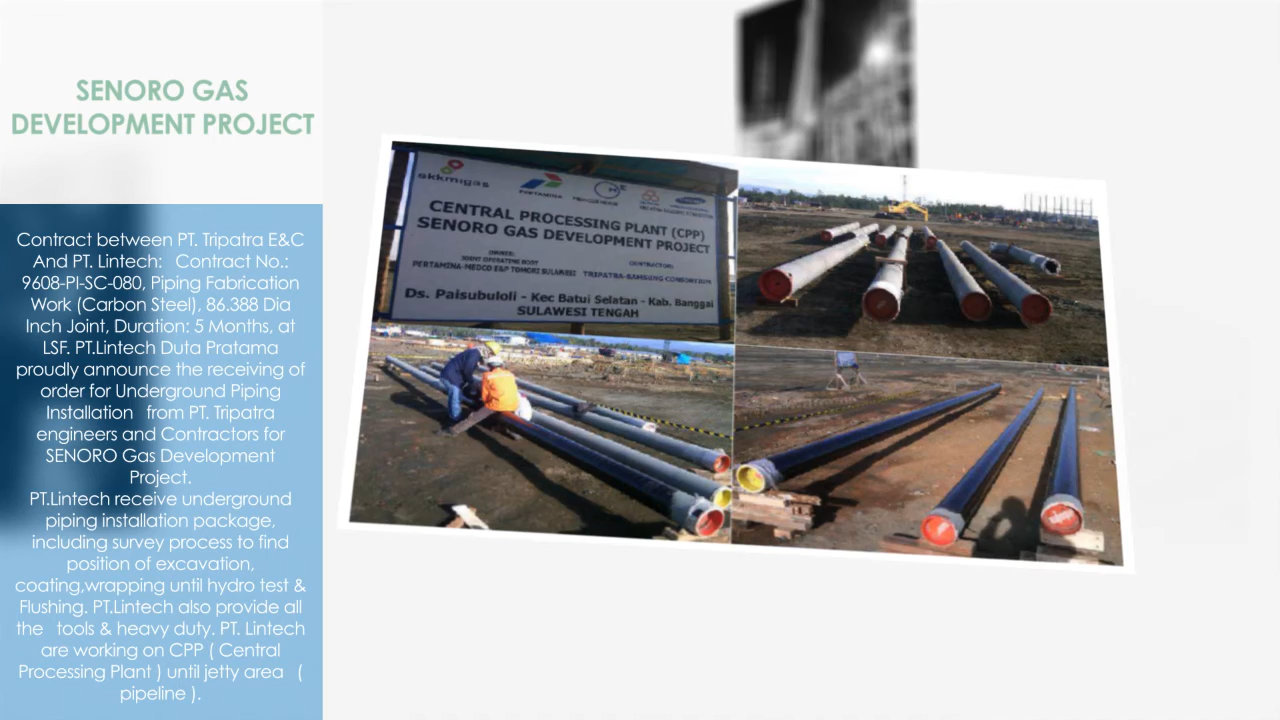 SENORO GAS
DEVELOPMENT PROJECT
Contract between PT. Tripatra E&C
And PT. Lintech: Contract No.:
9608-PI-SC-080, Piping Fabrication
Work (Carbon Steel), 86.388 Dia
Inch Joint, Duration: 5 Months, at
LSF. PT.Lintech Duta Pratama
proudly announce the receiving of
order for Underground Piping
Installation from PT. Tripatra
engineers and Contractors for
SENORO Gas Development
Project.
PT.Lintech receive underground
piping installation package,
including survey process to find
position of excavation,
coating,wrapping until hydro test &
Flushing. PT.Lintech also provide all
the tools & heavy duty. PT. Lintech
are working on CPP ( Central
Processing Plant ) until jetty area (
pipeline ).
skkmigas
PERTAMINA
CENTRAL PROCESSING PLANT (CPP)
SENORO GAS DEVELOPMENT PROJECT
OWNER:
JOINT OPERATING BODY
PERTAMINA-MEDCO E&P TOMORI SULAWESI
CONTRACTOR:
TRIPATRA-SAMSUNG CONSORTIUM
Ds. Paisubuloli - Kec Batui Selatan - Kab. Banggai
SULAWESI TENGAH